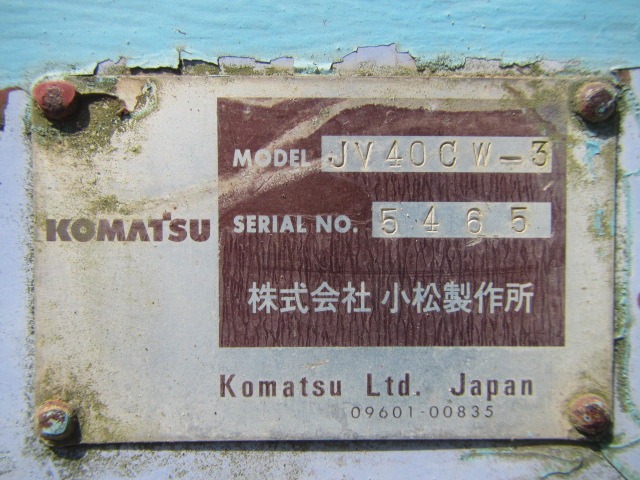 MODEL JV40CW-3
KOMATSU
SERIAL NO. 5465
株式会社 小松製作所
Komatsu Ltd. Japan
09601-00835